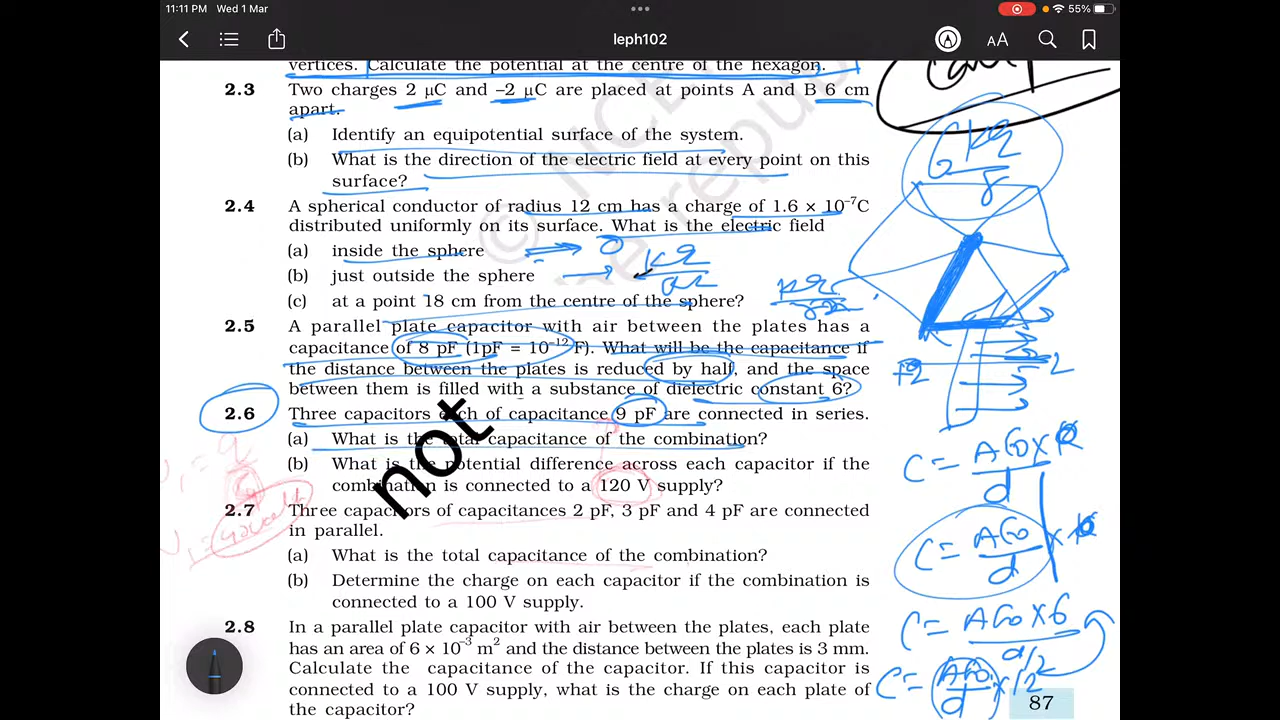 11:11 PM Wed 1 Mar
55%
leph102
AA
vertices. Calculate the potential at the centre of the hexagon.
2.3 Two charges 2 μC and –2 μC are placed at points A and B 6 cm
apart.
(a) Identify an equipotential surface of the system.
(b) What is the direction of the electric field at every point on this
surface?
2.4 A spherical conductor of radius 12 cm has a charge of 1.6 × 10⁻⁷C
distributed uniformly on its surface. What is the electric field
(a) inside the sphere
(b) just outside the sphere
(c) at a point 18 cm from the centre of the sphere?
2.5 A parallel plate capacitor with air between the plates has a
capacitance of 8 pF (1pF = 10⁻¹² F). What will be the capacitance if
the distance between the plates is reduced by half, and the space
between them is filled with a substance of dielectric constant 6?
2.6 Three capacitors each of capacitance 9 pF are connected in series.
(a) What is the total capacitance of the combination?
(b) What is the potential difference across each capacitor if the
combination is connected to a 120 V supply?
2.7 Three capacitors of capacitances 2 pF, 3 pF and 4 pF are connected
in parallel.
(a) What is the total capacitance of the combination?
(b) Determine the charge on each capacitor if the combination is
connected to a 100 V supply.
2.8 In a parallel plate capacitor with air between the plates, each plate
has an area of 6 × 10⁻³ m² and the distance between the plates is 3 mm.
Calculate the capacitance of the capacitor. If this capacitor is
connected to a 100 V supply, what is the charge on each plate of
the capacitor?
not
87